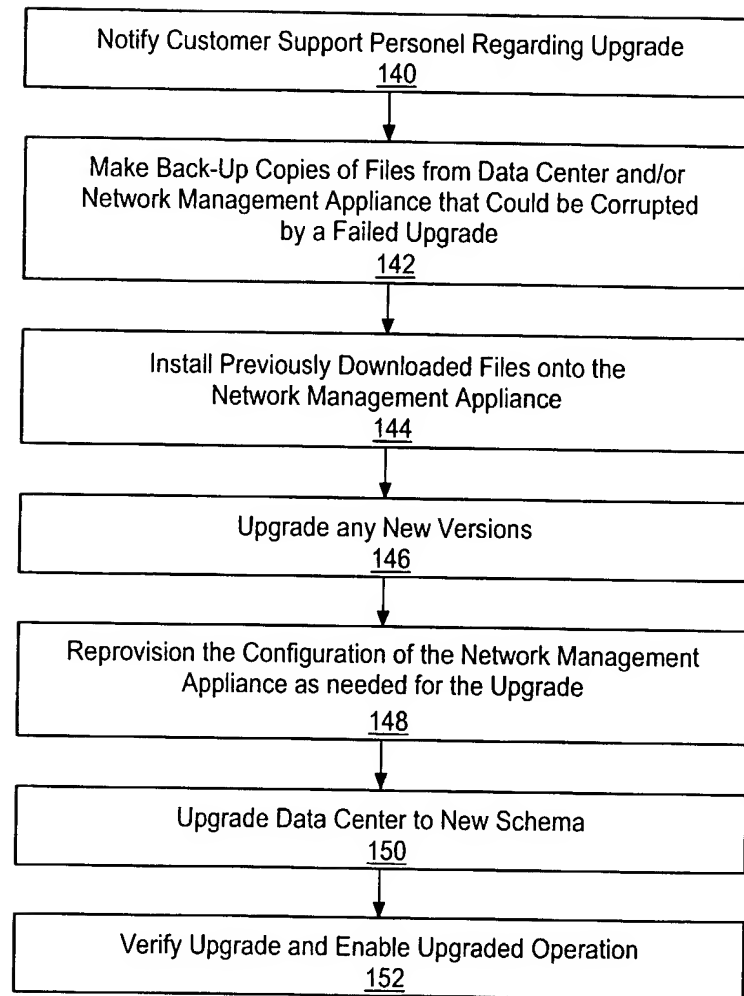 Notify Customer Support Personel Regarding Upgrade
140
Make Back-Up Copies of Files from Data Center and/or
Network Management Appliance that Could be Corrupted
by a Failed Upgrade
142
Install Previously Downloaded Files onto the
Network Management Appliance
144
Upgrade any New Versions
146
Reprovision the Configuration of the Network Management
Appliance as needed for the Upgrade
148
Upgrade Data Center to New Schema
150
Verify Upgrade and Enable Upgraded Operation
152